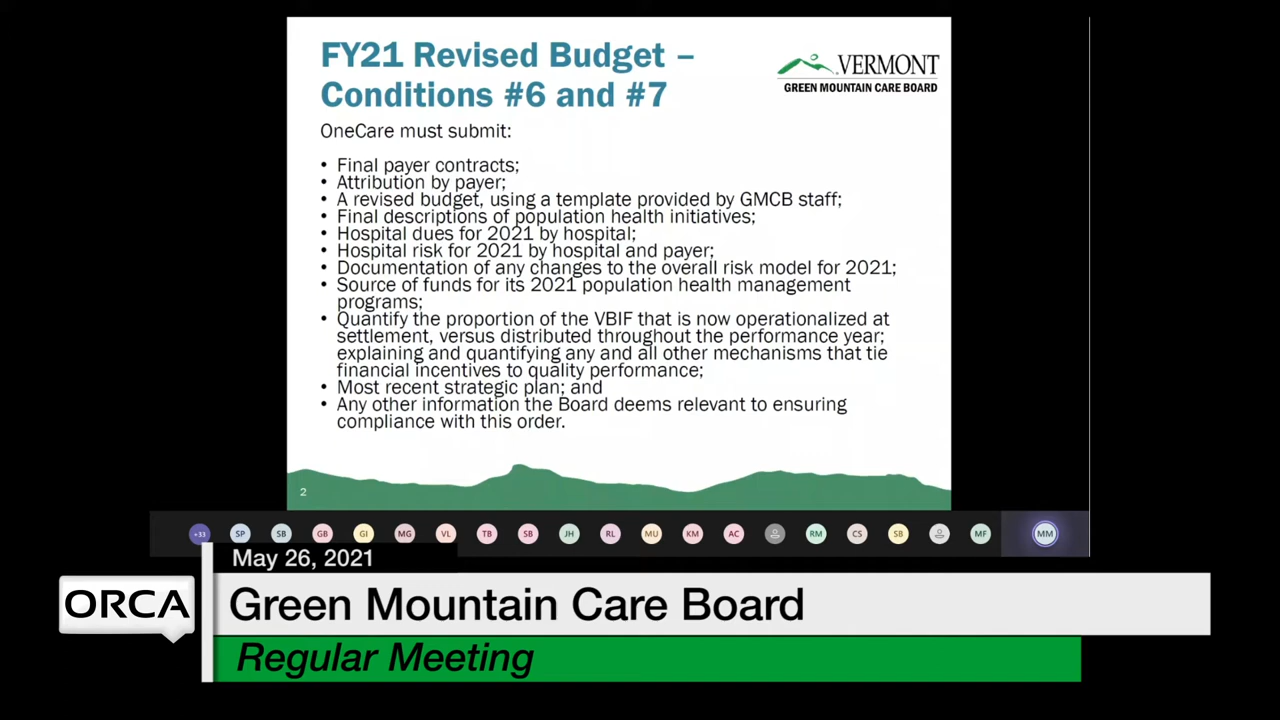 FY21 Revised Budget –
Conditions #6 and #7
VERMONT
GREEN MOUNTAIN CARE BOARD
OneCare must submit:
• Final payer contracts;
• Attribution by payer;
• A revised budget, using a template provided by GMCB staff;
• Final descriptions of population health initiatives;
• Hospital dues for 2021 by hospital;
• Hospital risk for 2021 by hospital and payer;
• Documentation of any changes to the overall risk model for 2021;
• Source of funds for its 2021 population health management
programs;
• Quantify the proportion of the VBIF that is now operationalized at
settlement, versus distributed throughout the performance year;
explaining and quantifying any and all other mechanisms that tie
financial incentives to quality performance;
• Most recent strategic plan; and
• Any other information the Board deems relevant to ensuring
compliance with this order.
2
+33 SP SB GB GI MG VL TB SB JH RL MU KM AC RM CS SB MF MM
May 26, 2021
ORCA
Green Mountain Care Board
Regular Meeting